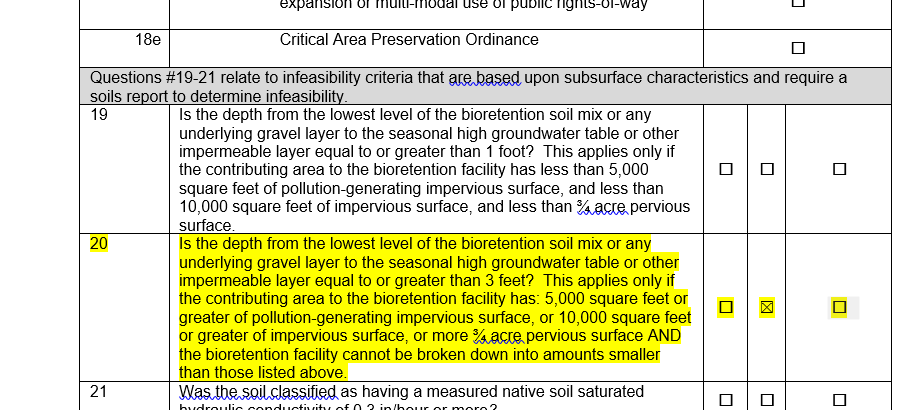 expansion or multi-modal use of public rights-of-way ☐
18e Critical Area Preservation Ordinance ☐
Questions #19-21 relate to infeasibility criteria that are based upon subsurface characteristics and require a
soils report to determine infeasibility.
19 Is the depth from the lowest level of the bioretention soil mix or any
underlying gravel layer to the seasonal high groundwater table or other
impermeable layer equal to or greater than 1 foot?  This applies only if
the contributing area to the bioretention facility has less than 5,000 ☐ ☐ ☐
square feet of pollution-generating impervious surface, and less than
10,000 square feet of impervious surface, and less than ¾ acre pervious
surface.
20 Is the depth from the lowest level of the bioretention soil mix or any
underlying gravel layer to the seasonal high groundwater table or other
impermeable layer equal to or greater than 3 feet?  This applies only if
the contributing area to the bioretention facility has: 5,000 square feet or
greater of pollution-generating impervious surface, or 10,000 square feet ☐ ☒ ☐
or greater of impervious surface, or more ¾ acre pervious surface AND
the bioretention facility cannot be broken down into amounts smaller
than those listed above.
21 Was the soil classified as having a measured native soil saturated
hydraulic conductivity of 0.3 in/hour or more? ☐ ☐ ☐